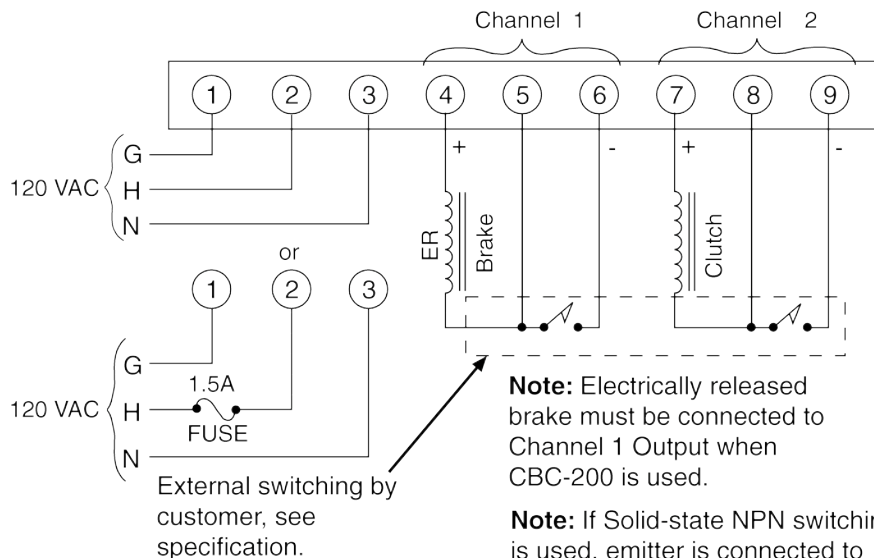 Channel 1 Channel 2
1 2 3 4 5 6 7 8 9
+ - + -
G
120 VAC H
N
ER Brake Clutch
or
1 2 3
G
1.5A
120 VAC H
FUSE
N
External switching by
customer, see
specification.
Note: Electrically released
brake must be connected to
Channel 1 Output when
CBC-200 is used.
Note: If Solid-state NPN
is used, emitter is connected to